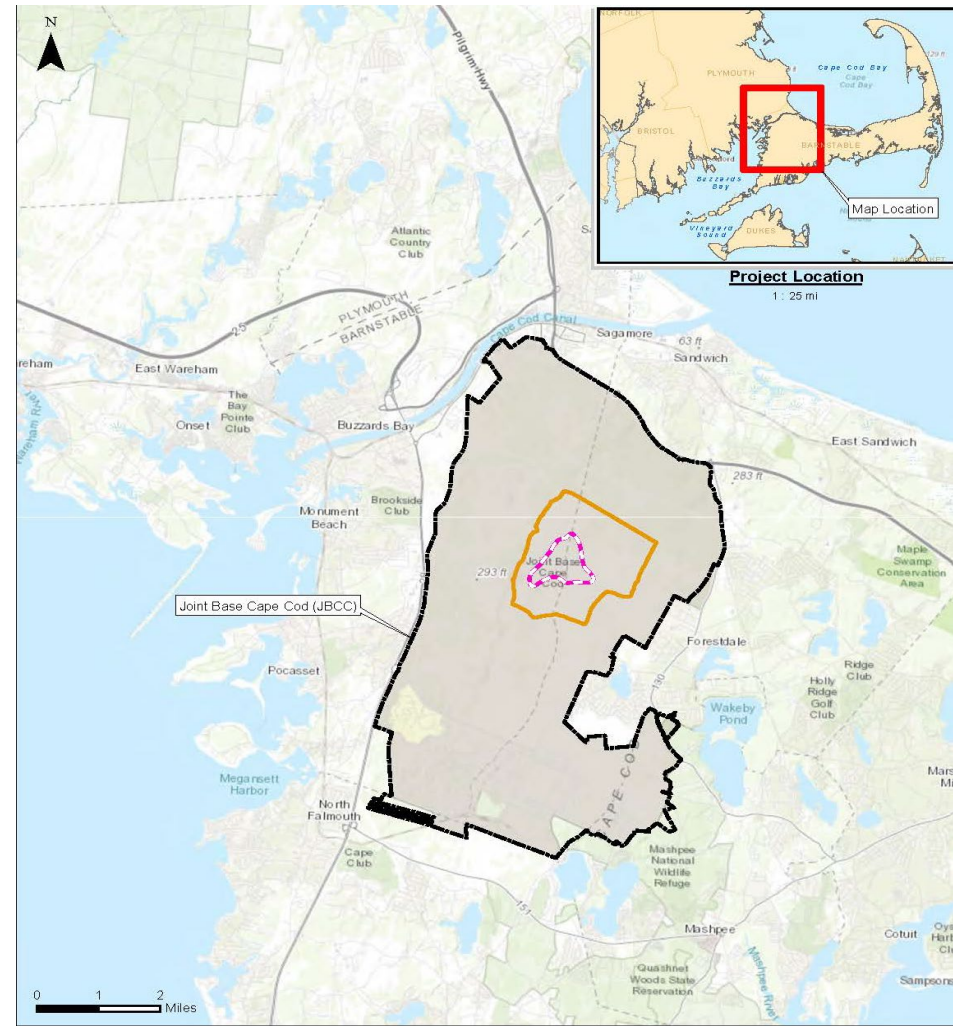 N
Pilgrim Hwy
NORFOLK
PLYMOUTH
Cape Cod Bay
Cape
Cod Bay
BRISTOL
BARNSTABLE
Buzzards
Bay
Vineyard
Sound
DUKES
Map Location
Project Location
1 : 25 mi
Atlantic
Country
Club
PLYMOUTH
BARNSTABLE
25
Cape Cod Canal
Sagamore
63 ft
Sandwich
East Wareham
The
Bay
Pointe
Club
Onset
Buzzards Bay
East Sandwich
283 ft
Brookside
Club
Monument
Beach
Maple
Swamp
Conservation
Area
Joint Base
Cape
Cod
293 ft
Joint Base Cape Cod (JBCC)
Forestdale
130
Pocasset
Ridge
Club
Holly
Ridge
Golf
Club
Wakeby
Pond
Megansett
Harbor
North
Falmouth
Cape
Club
Mashpee
National
Wildlife
Refuge
151
Mashpee
Cotuit
Mashpee River
Quashnet
Woods State
Reservation
0 1 2
Miles